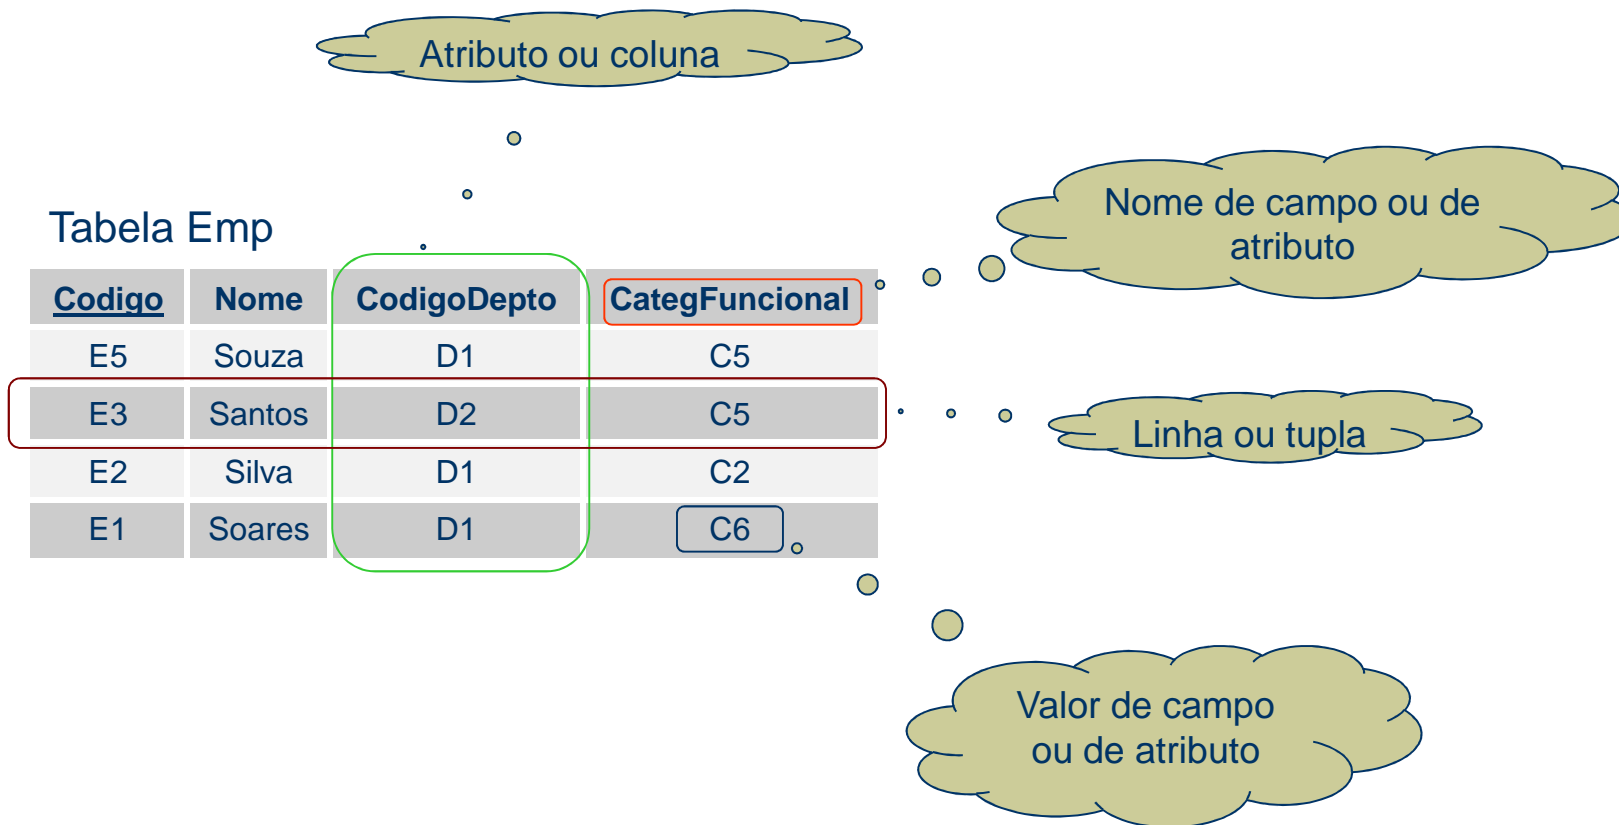 Atributo ou coluna
Nome de campo ou de
atributo
Tabela Emp
Codigo Nome CodigoDepto CategFuncional
E5 Souza D1 C5
E3 Santos D2 C5
Linha ou tupla
E2 Silva D1 C2
E1 Soares D1 C6
Valor de campo
ou de atributo